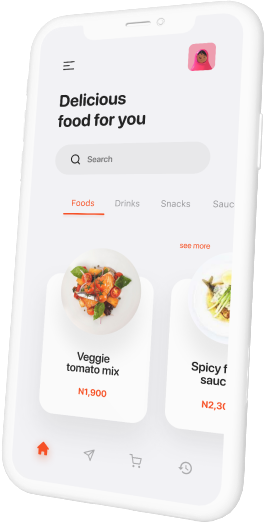 Delicious
food for you
Search
Foods Drinks Snacks Sauc
see more
Veggie
tomato mix
N1,900
Spicy f
sauc
N2,30